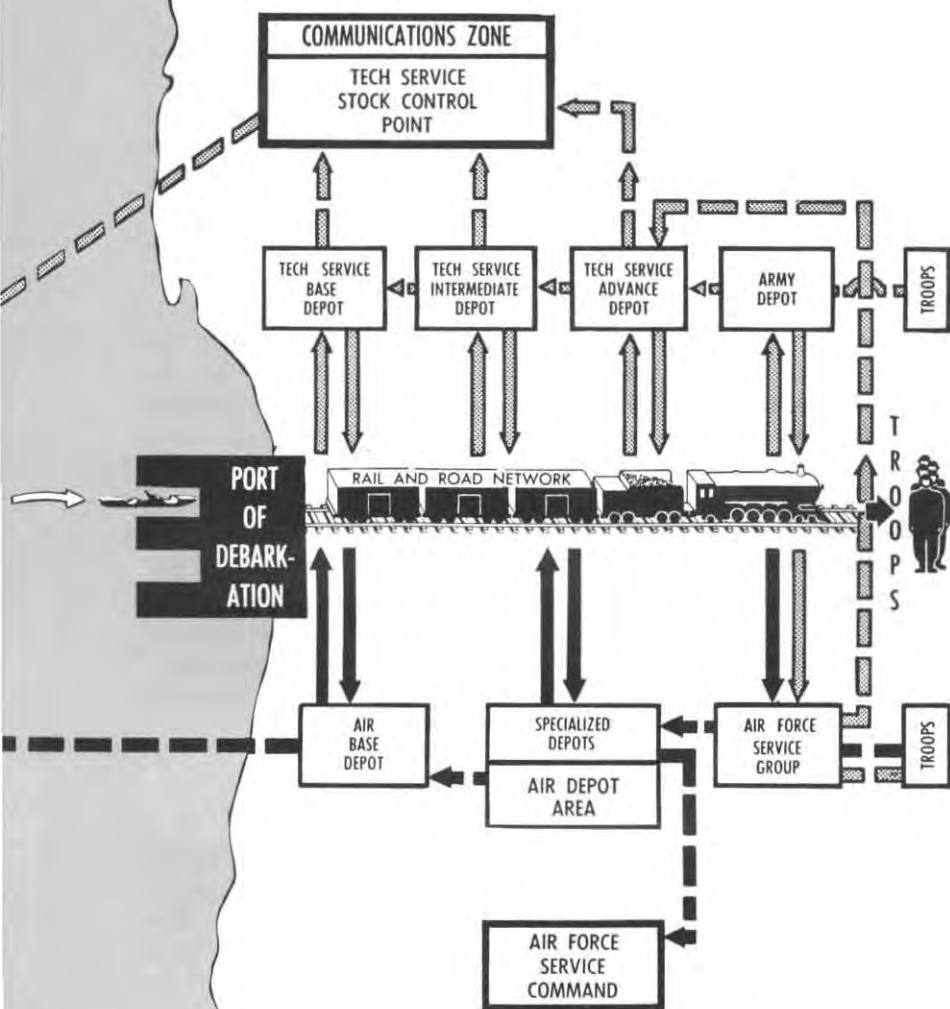 COMMUNICATIONS ZONE
TECH SERVICE
STOCK CONTROL
POINT
TECH SERVICE
BASE
DEPOT
TECH SERVICE
INTERMEDIATE
DEPOT
TECH SERVICE
ADVANCE
DEPOT
ARMY
DEPOT
TROOPS
PORT
OF
DEBARK-
ATION
RAIL AND ROAD NETWORK
TROOPS
AIR
BASE
DEPOT
SPECIALIZED
DEPOTS
AIR DEPOT
AREA
AIR FORCE
SERVICE
GROUP
TROOPS
AIR FORCE
SERVICE
COMMAND